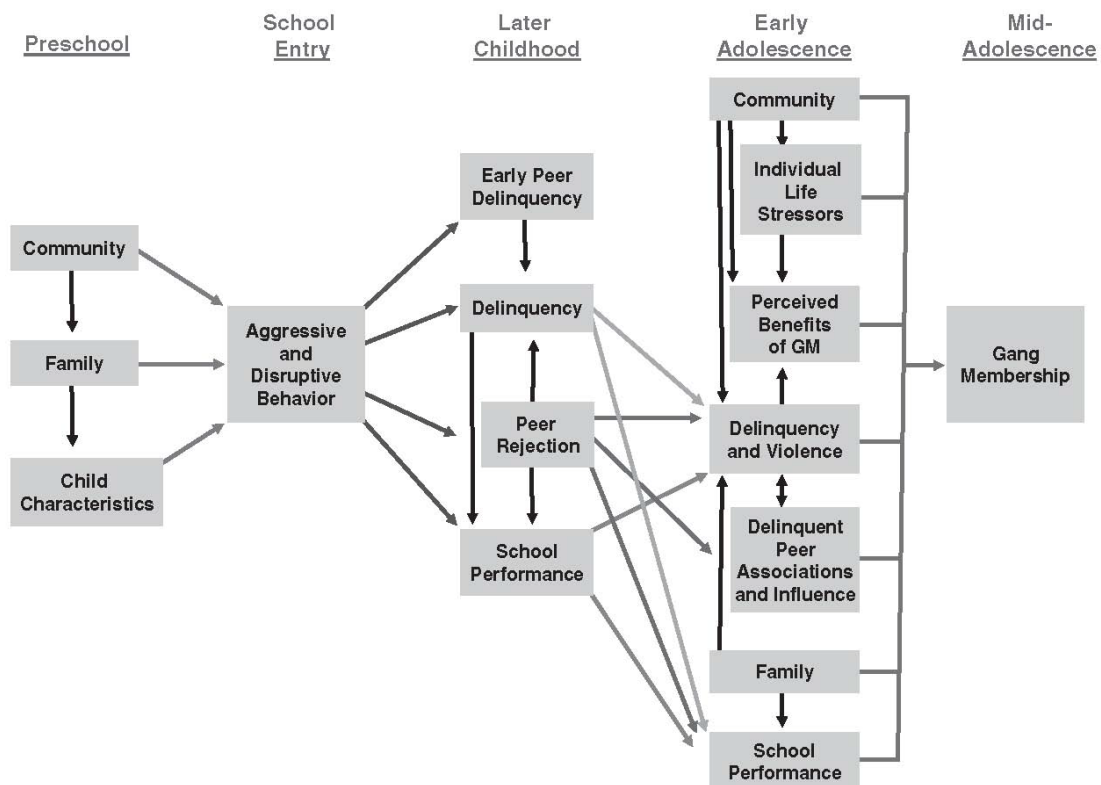 Preschool
School
Entry
Later
Childhood
Early
Adolescence
Mid-
Adolescence
Community
Family
Child
Characteristics
Aggressive
and
Disruptive
Behavior
Early Peer
Delinquency
Delinquency
Peer
Rejection
School
Performance
Community
Individual
Life
Stressors
Perceived
Benefits
of GM
Delinquency
and Violence
Delinquent
Peer
Associations
and Influence
Family
School
Performance
Gang
Membership